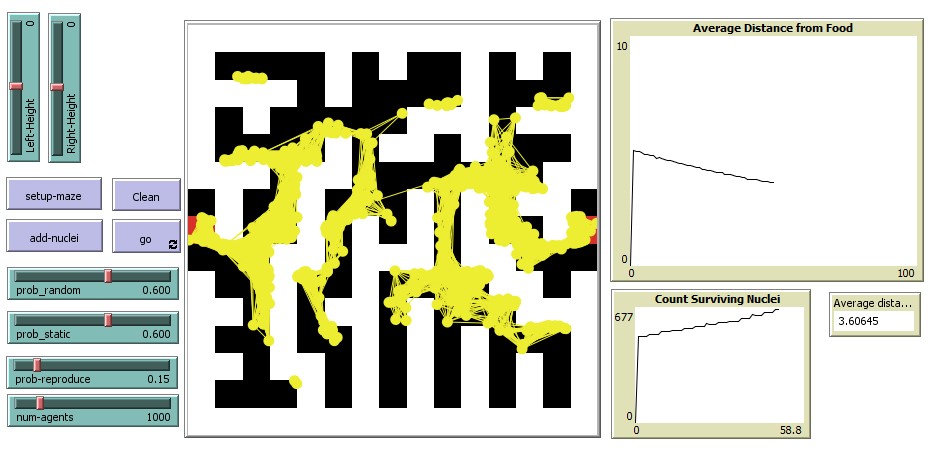 0
Left-Height
0
Right-Height
setup-maze
Clean
add-nuclei
go
prob_random 0.600
prob_static 0.600
prob-reproduce 0.15
num-agents 1000
Average Distance from Food
10
0
0 100
Count Surviving Nuclei
677
0
0 58.8
Average dista...
3.60645